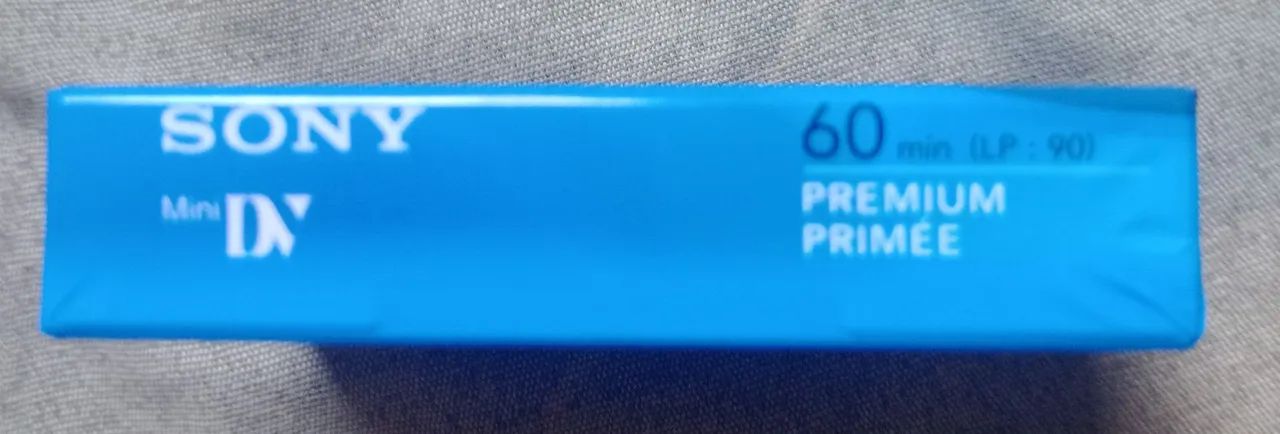 SONY
Mini DV
60 min (LP : 90)
PREMIUM
PRIMÉE